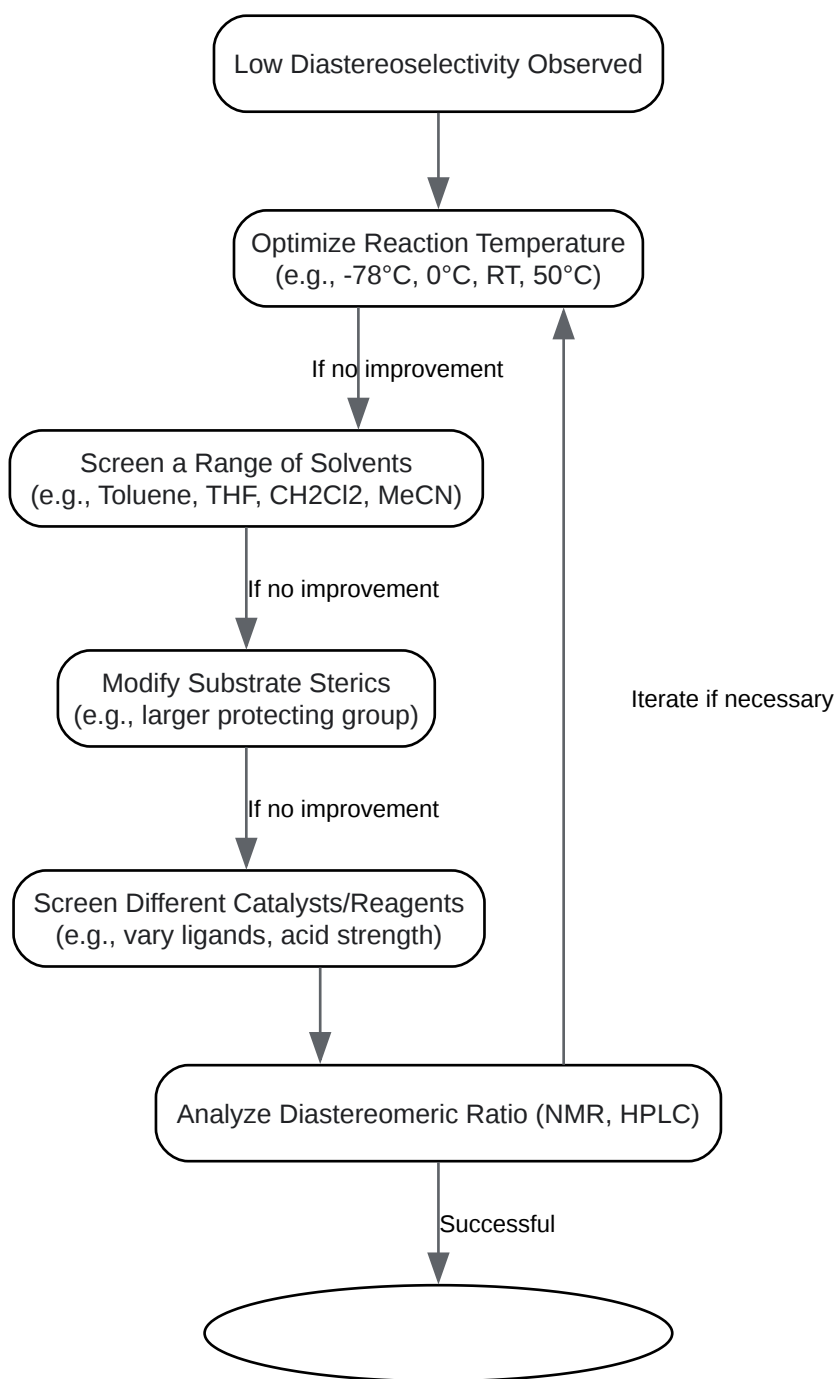 Low Diastereoselectivity Observed
Optimize Reaction Temperature
(e.g., -78°C, 0°C, RT, 50°C)
If no improvement
Screen a Range of Solvents
(e.g., Toluene, THF, CH2Cl2, MeCN)
If no improvement
Modify Substrate Sterics
(e.g., larger protecting group)
Iterate if necessary
If no improvement
Screen Different Catalysts/Reagents
(e.g., vary ligands, acid strength)
Analyze Diastereomeric Ratio (NMR, HPLC)
Successful